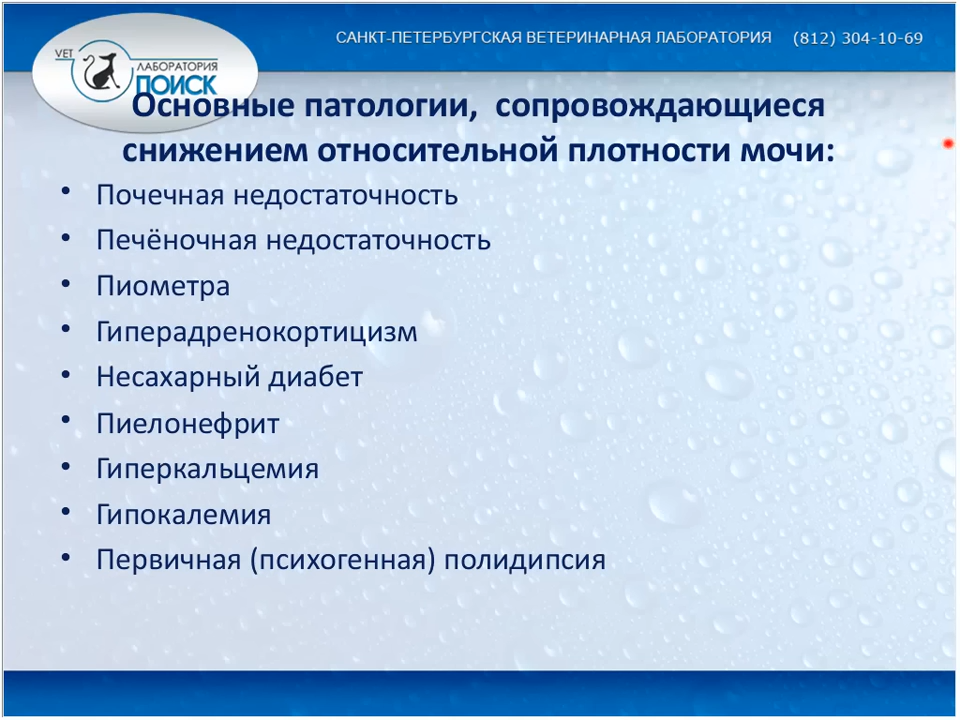 САНКТ-ПЕТЕРБУРГСКАЯ ВЕТЕРИНАРНАЯ ЛАБОРАТОРИЯ (812) 304-10-69
VET
ЛАБОРАТОРИЯ
ПОИСК
Основные патологии, сопровождающиеся
снижением относительной плотности мочи:
• Почечная недостаточность
• Печёночная недостаточность
• Пиометра
• Гиперадренокортицизм
• Несахарный диабет
• Пиелонефрит
• Гиперкальцемия
• Гипокалемия
• Первичная (психогенная) полидипсия